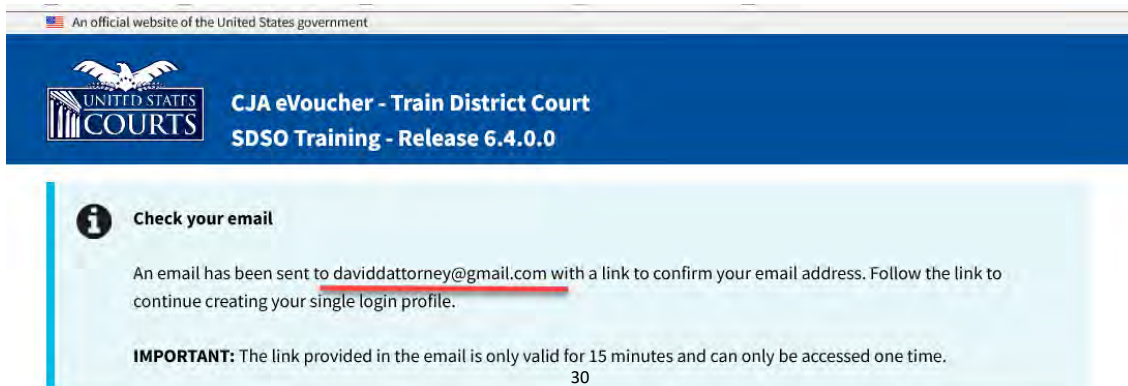 An official website of the United States government
UNITED STATES
COURTS
CJA eVoucher - Train District Court
SDSO Training - Release 6.4.0.0
Check your email
An email has been sent to daviddattorney@gmail.com with a link to confirm your email address. Follow the link to
continue creating your single login profile.
IMPORTANT: The link provided in the email is only valid for 15 minutes and can only be accessed one time.
30